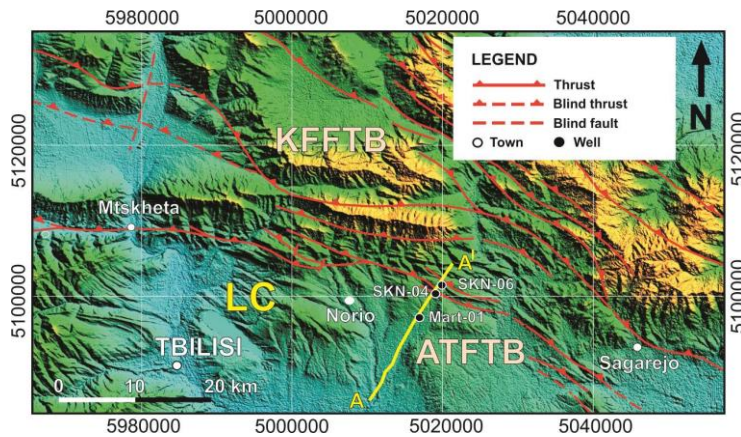 5980000 5000000 5020000 5040000
LEGEND
Thrust
Blind thrust
Blind fault
Town Well
N
5120000 5120000
KFFTB
Mtskheta
A'
SKN-04 SKN-06
LC
5100000 5100000
Norio
Mart-01
TBILISI
ATFTB
Sagarejo
0 10 20 km
A
5980000 5000000 5020000 5040000